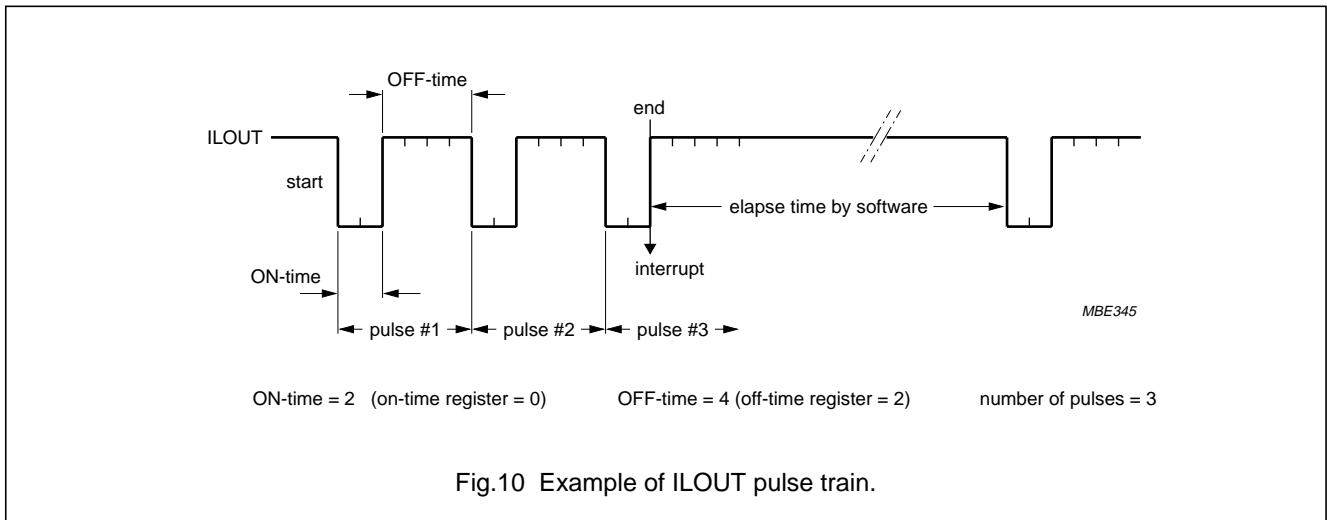 OFF-time
end
ILOUT
start
elapse time by software
interrupt
ON-time
MBE345
pulse #1 pulse #2 pulse #3
ON-time = 2 (on-time register = 0) OFF-time = 4 (off-time register = 2) number of pulses = 3
Fig.10 Example of ILOUT pulse train.